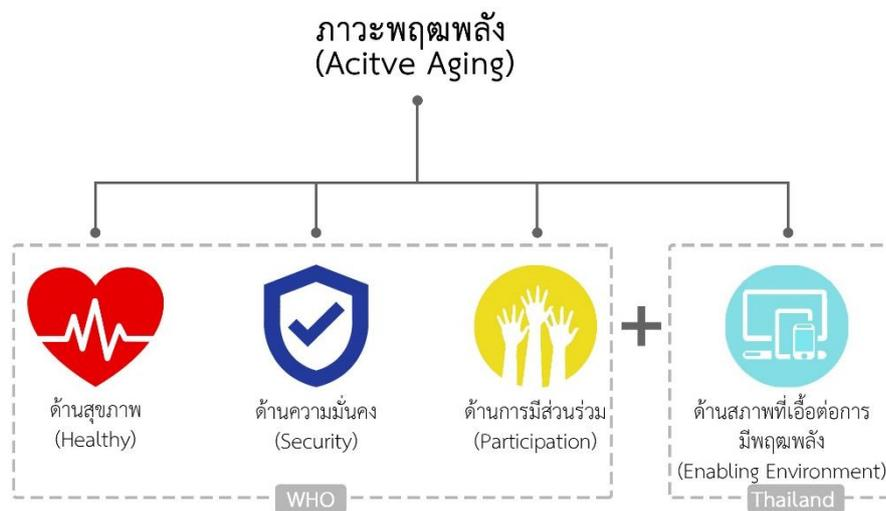 ภาวะพฤฒพลัง
(Acitve Aging)
ด้านสุขภาพ
(Healthy)
ด้านความมั่นคง
(Security)
ด้านการมีส่วนร่วม
(Participation)
ด้านสภาพที่เอื้อต่อการ
มีพฤฒพลัง
(Enabling Environment)
WHO
Thailand